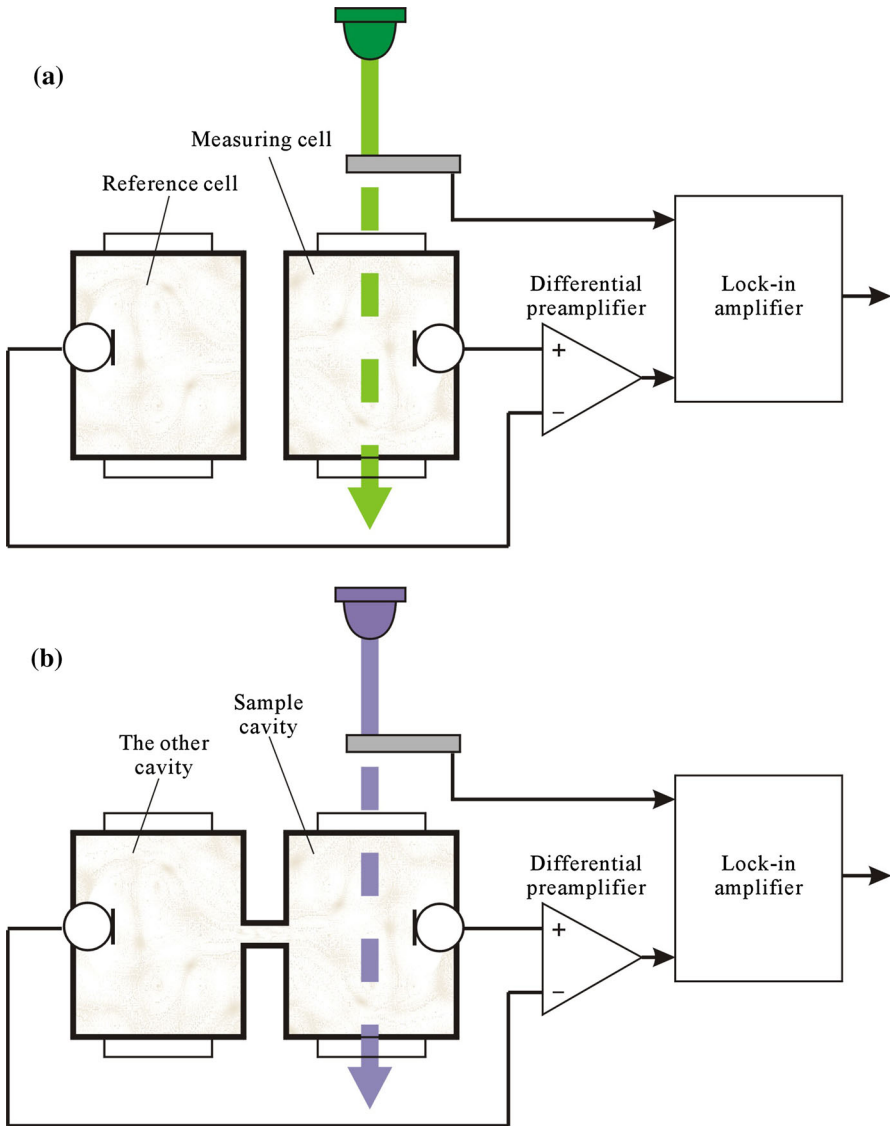 (a)
Measuring cell
Reference cell
Differential
preamplifier
Lock-in
amplifier
+
−
(b)
Sample
cavity
The other
cavity
Differential
preamplifier
Lock-in
amplifier
+
−